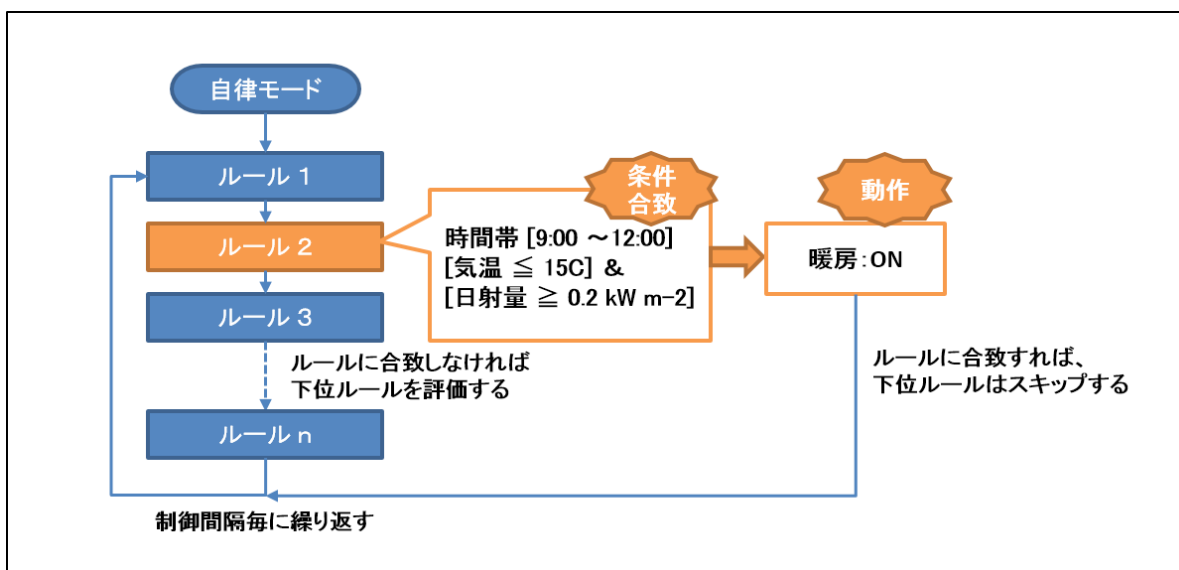 自律モード
ルール 1
ルール 2
ルール 3
ルールに合致しなければ
下位ルールを評価する
ルール n
制御間隔毎に繰り返す
条件
合致
時間帯 [9:00 ～12:00]
[気温 ≦ 15C] &
[日射量 ≧ 0.2 kW m-2]
動作
暖房:ON
ルールに合致すれば、
下位ルールはスキップする